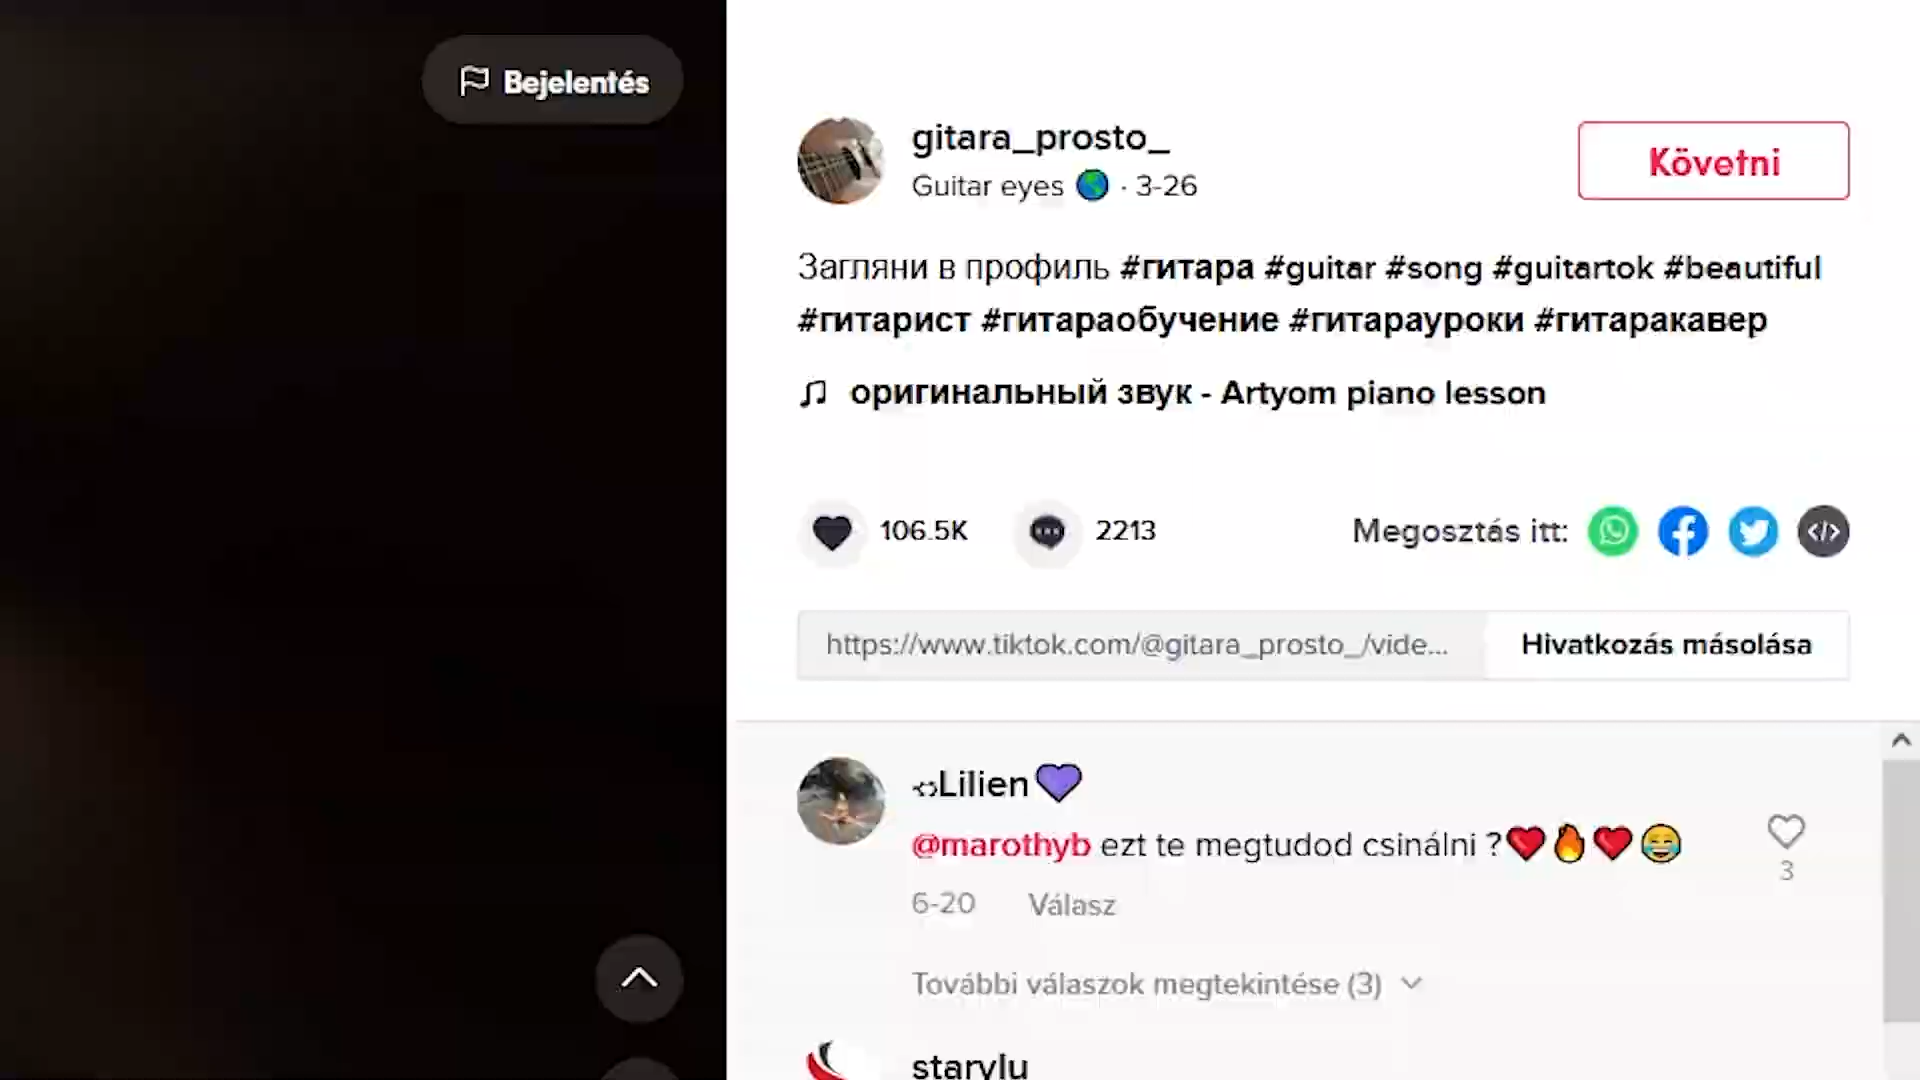 Bejelentés
gitara_prosto_
Guitar eyes 🌎 · 3-26
Követni
Загляни в профиль #гитара #guitar #song #guitartok #beautiful
#гитарист #гитараобучение #гитарауроки #гитаракавер
оригинальный звук - Artyom piano lesson
106.5K
2213
Megosztás itt:
https://www.tiktok.com/@gitara_prosto_/vide...
Hivatkozás másolása
Lilien💜
@marothyb ezt te megtudod csinálni ?❤️🔥❤️😂
3
6-20 Válasz
További válaszok megtekintése (3)
starylu